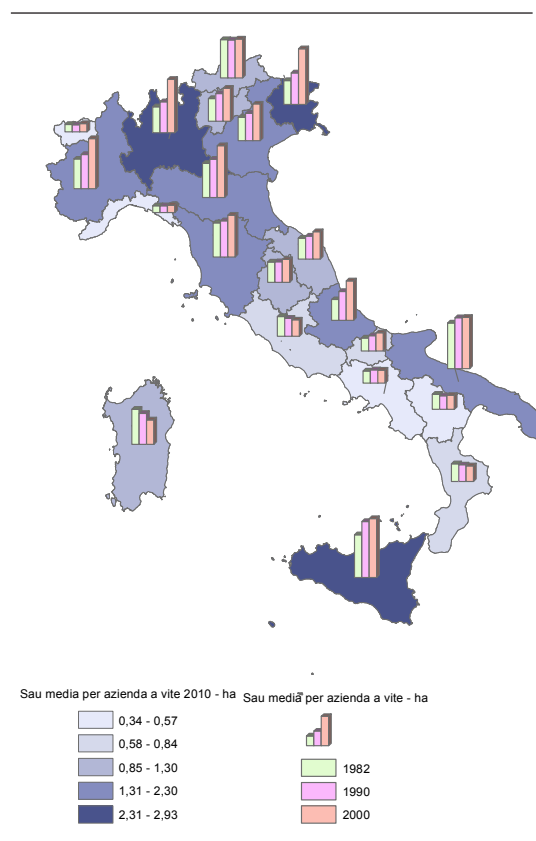 Sau media per azienda a vite 2010 - ha
0,34 - 0,57
0,58 - 0,84
0,85 - 1,30
1,31 - 2,30
2,31 - 2,93
Sau media per azienda a vite - ha
1982
1990
2000